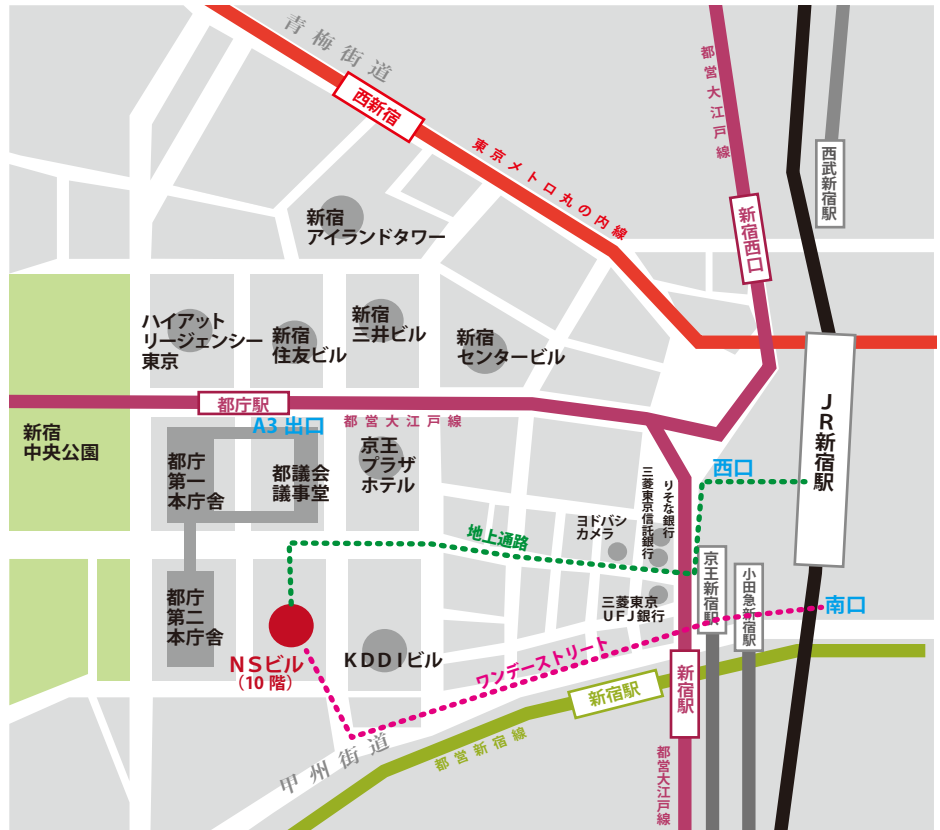 青梅街道
西新宿
東京メトロ丸の内線
都営大江戸線
西武新宿駅
新宿西口
新宿
アイランドタワー
ハイアット
リージェンシー
東京
新宿
住友ビル
新宿
三井ビル
新宿
センタービル
JR新宿駅
都庁駅
A3 出口
都営大江戸線
新宿
中央公園
都庁
第一
本庁舎
都議会
議事堂
京王
プラザ
ホテル
西口
りそな銀行
三菱東京信託銀行
ヨドバシ
カメラ
地上通路
京王新宿駅
小田急新宿駅
南口
三菱東京
UFJ銀行
都庁
第二
本庁舎
NSビル
(10 階)
KDDIビル
ワンデーストリート
新宿駅
新宿駅
甲州街道
都営新宿線
都営大江戸線